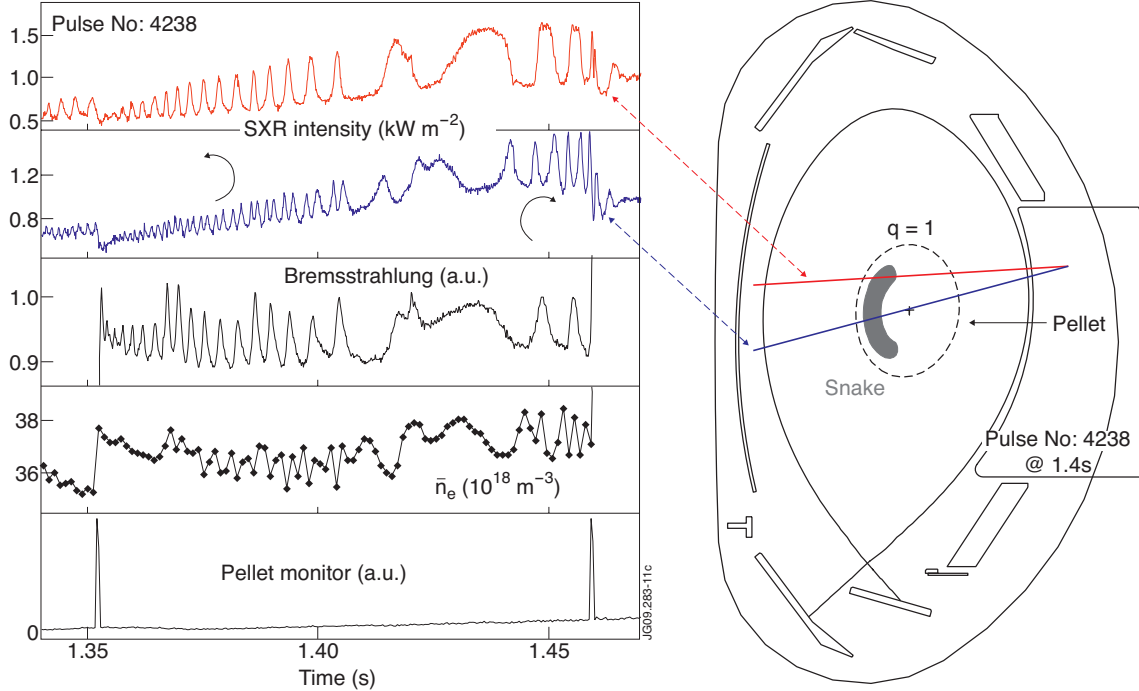 Pulse No: 4238
1.5
1.0
0.5
SXR intensity (kW m⁻²)
1.2
0.8
Bremsstrahlung (a.u.)
1.0
0.9
38
36
n̄e (10¹⁸ m⁻³)
Pellet monitor (a.u.)
0
1.35
1.40
1.45
Time (s)
JG09.283-11c
q = 1
Pellet
Snake
Pulse No: 4238
@ 1.4s